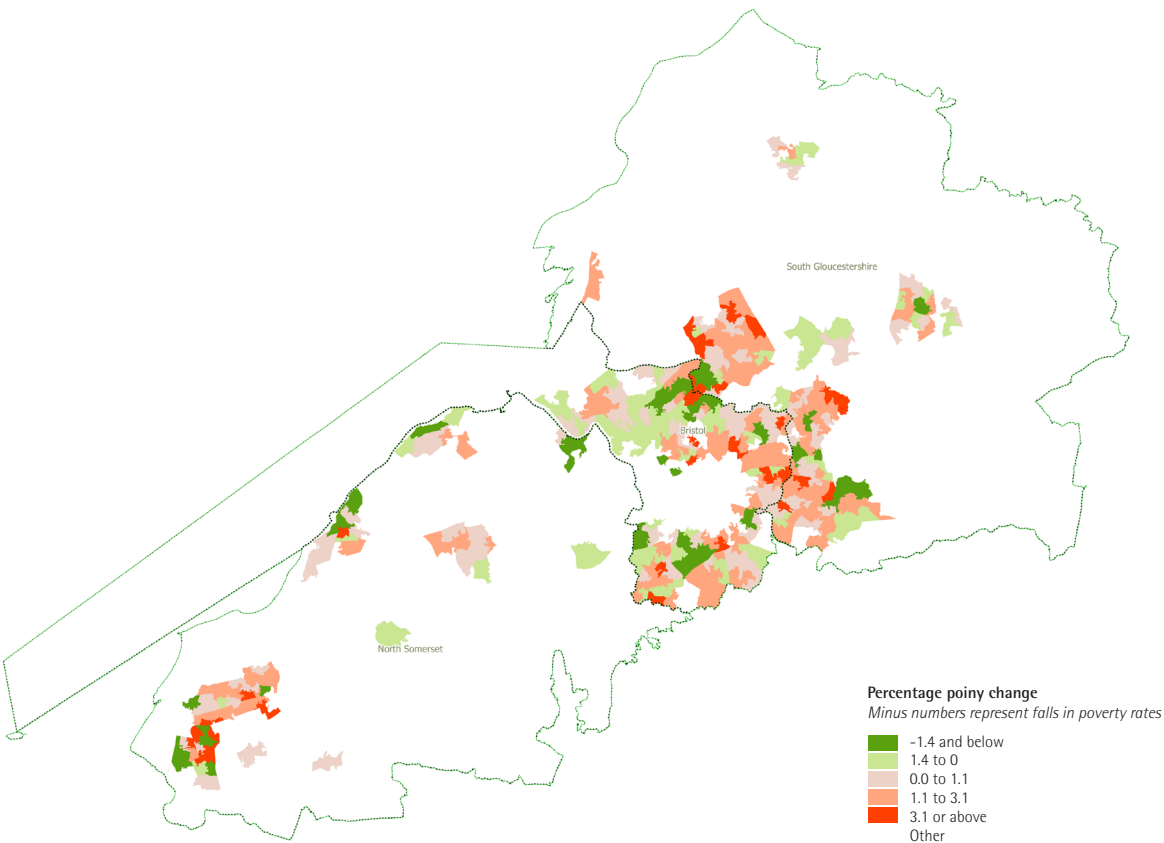 South Gloucestershire
Bristol
North Somerset
Percentage poiny change
Minus numbers represent falls in poverty rates
-1.4 and below
1.4 to 0
0.0 to 1.1
1.1 to 3.1
3.1 or above
Other